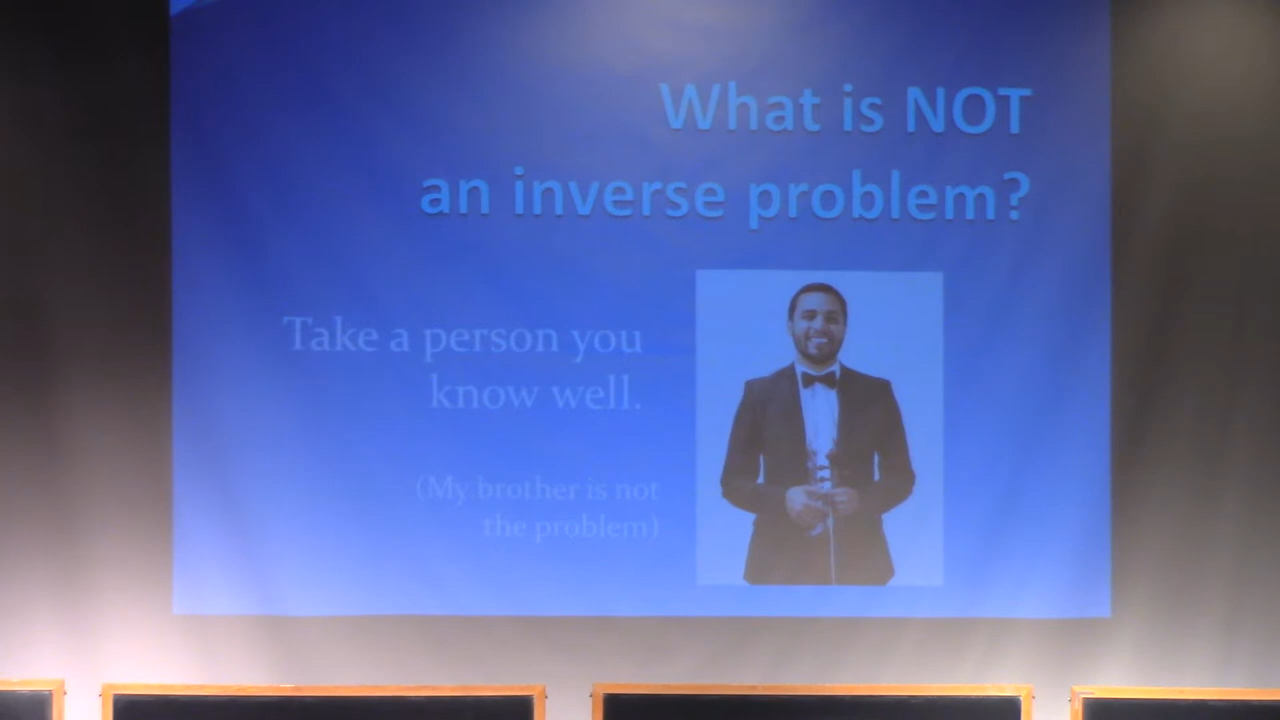 What is NOT
an inverse problem?
Take a person you
know well.
(My brother is not
the problem)